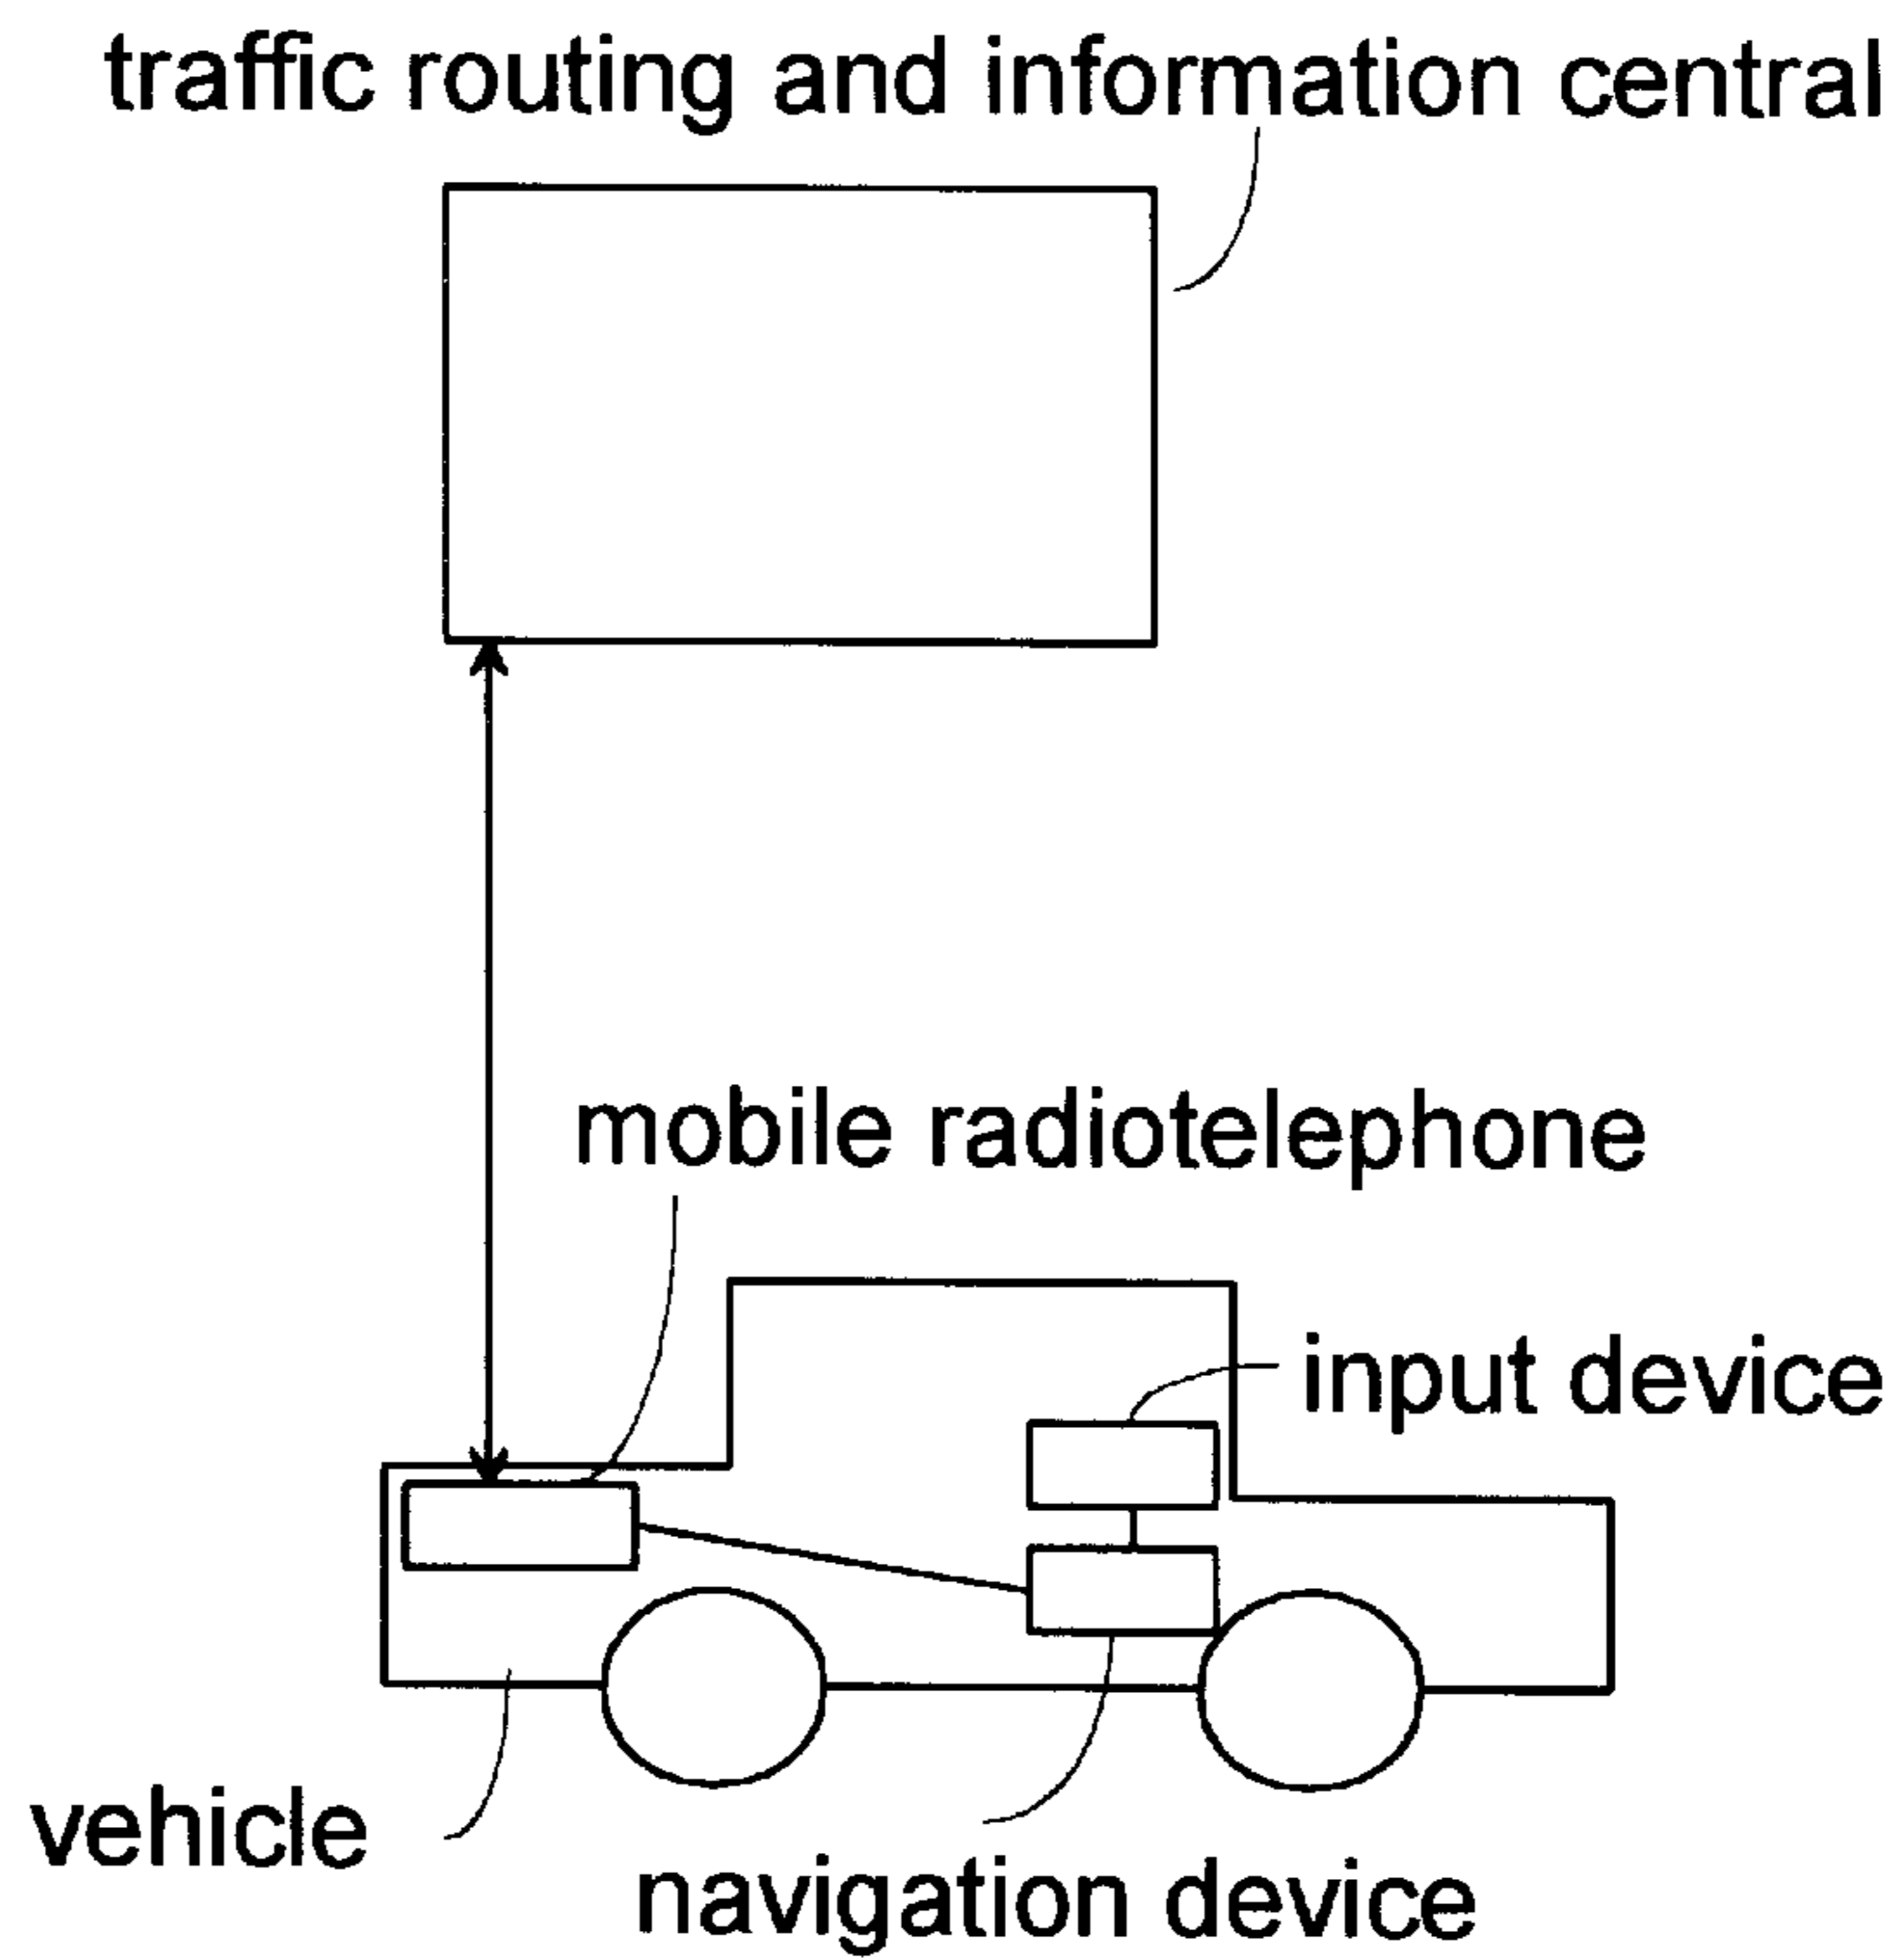 traffic routing and information central
mobile radiotelephone
input device
vehicle
navigation device